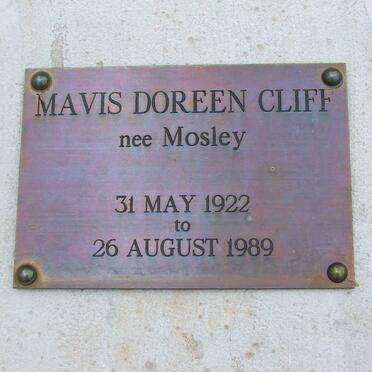 MAVIS DOREEN CLIFF
nee Mosley
31 MAY 1922
to
26 AUGUST 1989